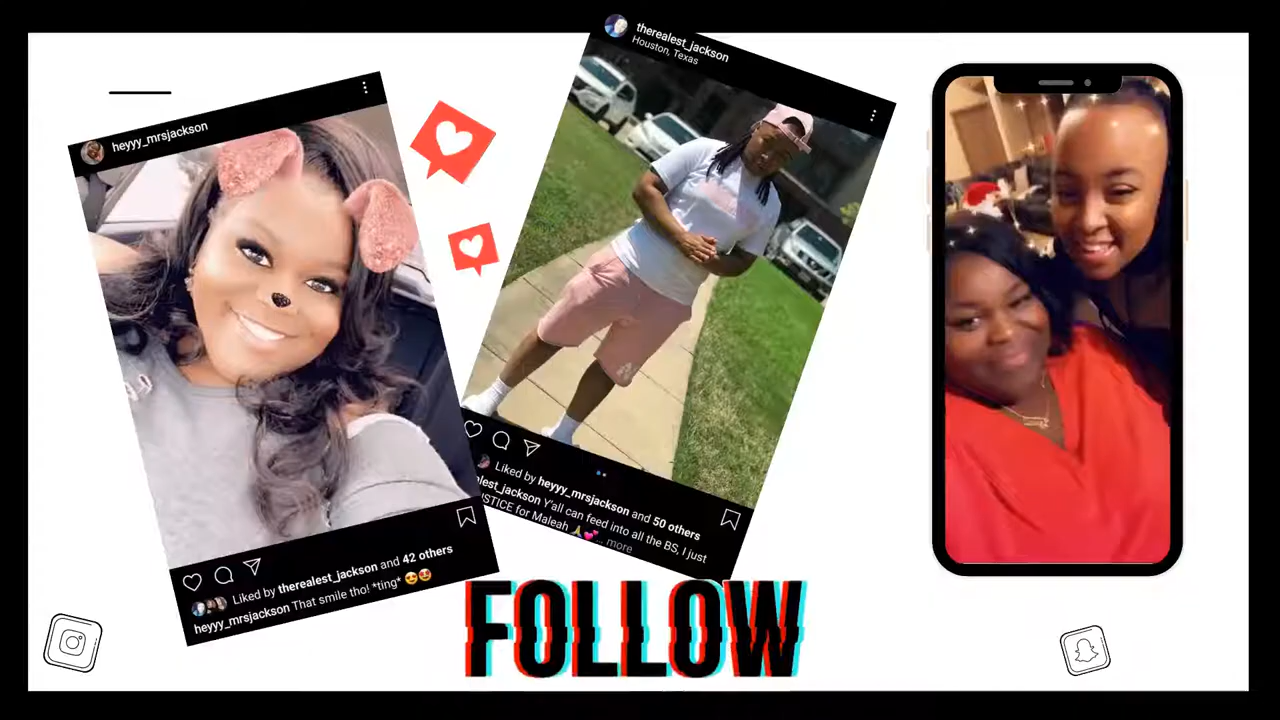 heyyy_mrsjackson
Liked by therealest_jackson and 42 others
heyyy_mrsjackson That smile tho! *ting* 😍🤩
therealest_jackson
Houston, Texas
Liked by heyyy_mrsjackson and 50 others
alest_jackson Y'all can feed into all the BS, I just
JSTICE for Maleah 🙏💕... more
FOLLOW